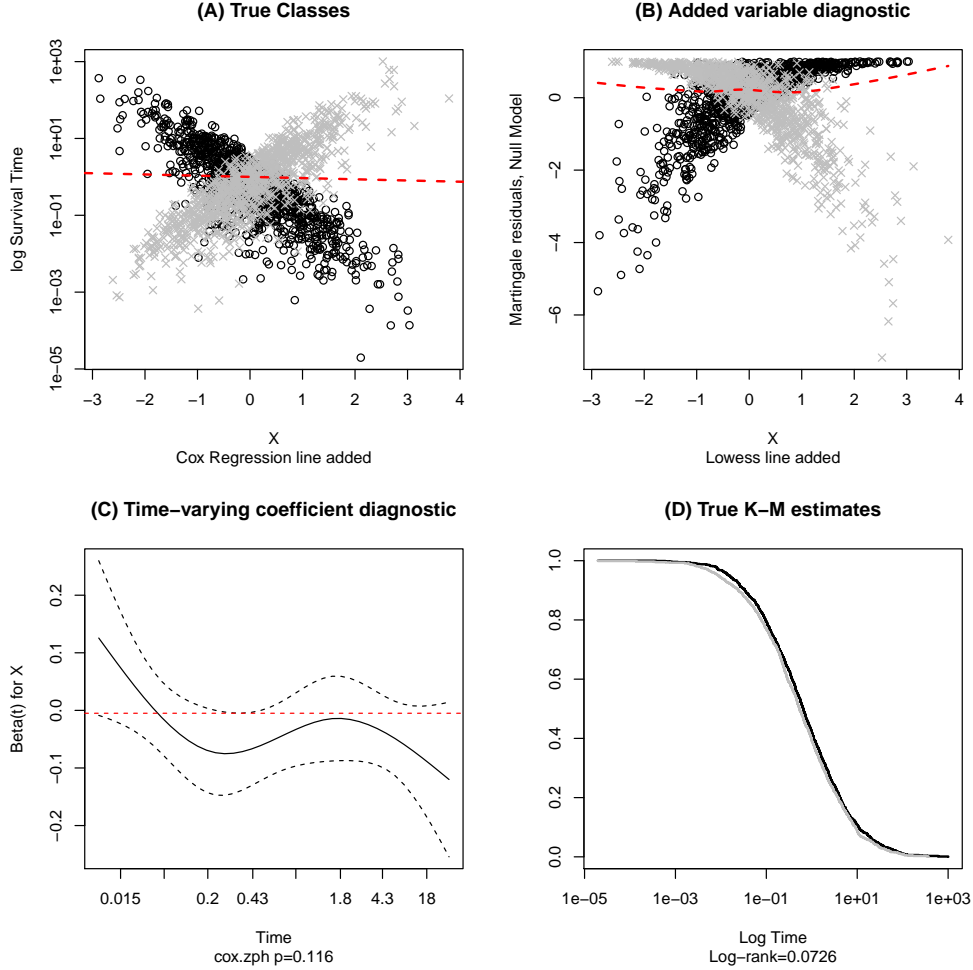 (A) True Classes
log Survival Time
1e+03
1e+01
1e−01
1e−03
1e−05
−3 −2 −1 0 1 2 3 4
X
Cox Regression line added
(B) Added variable diagnostic
Martingale residuals, Null Model
0
−2
−4
−6
−3 −2 −1 0 1 2 3 4
X
Lowess line added
(C) Time−varying coefficient diagnostic
Beta(t) for X
0.2
0.1
0.0
−0.1
−0.2
0.015 0.2 0.43 1.8 4.3 18
Time
cox.zph p=0.116
(D) True K−M estimates
1.0
0.8
0.6
0.4
0.2
0.0
1e−05 1e−03 1e−01 1e+01 1e+03
Log Time
Log−rank=0.0726